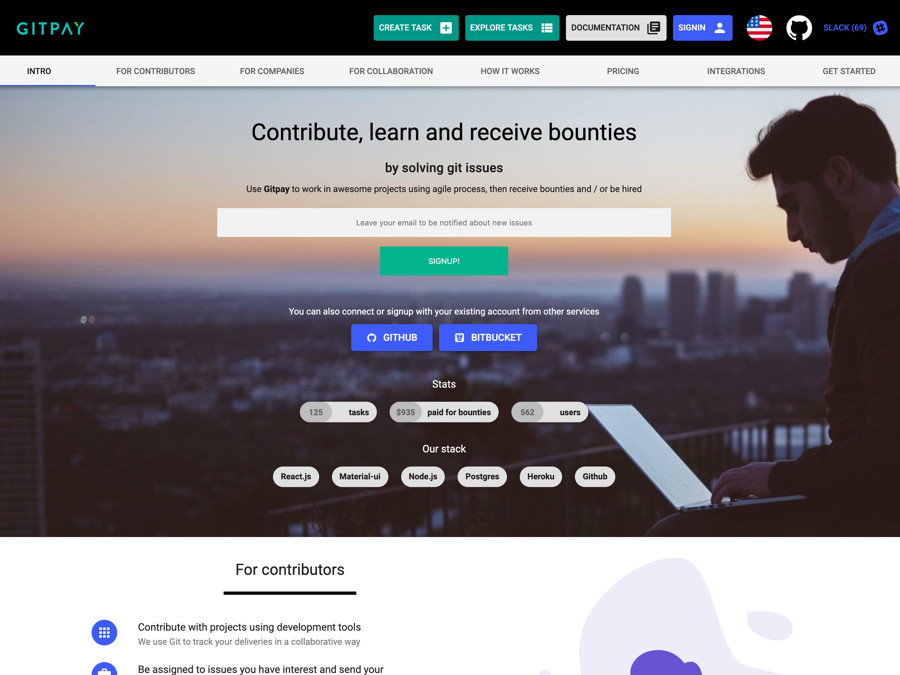 GITPAY
CREATE TASK
EXPLORE TASKS
DOCUMENTATION
SIGNIN
SLACK (69)
INTRO
FOR CONTRIBUTORS
FOR COMPANIES
FOR COLLABORATION
HOW IT WORKS
PRICING
INTEGRATIONS
GET STARTED
Contribute, learn and receive bounties
by solving git issues
Use Gitpay to work in awesome projects using agile process, then receive bounties and / or be hired
Leave your email to be notified about new issues
SIGNUP!
You can also connect or signup with your existing account from other services
GITHUB
BITBUCKET
Stats
125 tasks
$935 paid for bounties
562 users
Our stack
React.js
Material-ui
Node.js
Postgres
Heroku
Github
For contributors
Contribute with projects using development tools
We use Git to track your deliveries in a collaborative way
Be assigned to issues you have interest and send your